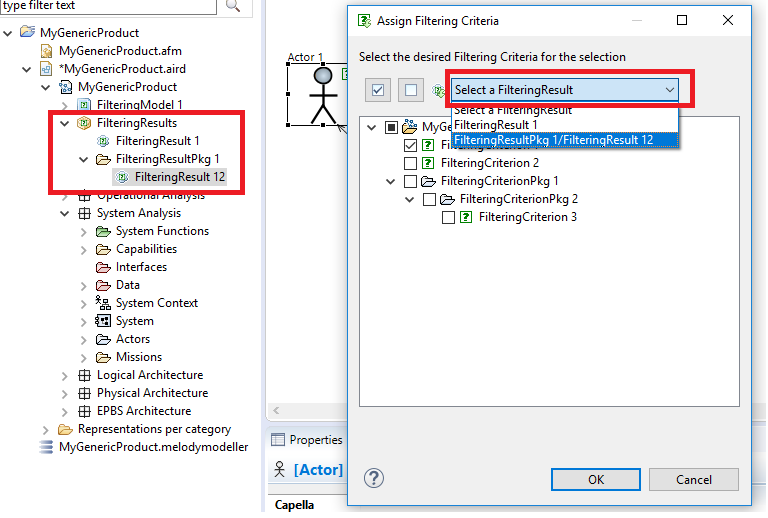 type filter text
MyGenericProduct
MyGenericProduct.afm
*MyGenericProduct.aird
MyGenericProduct
FilteringModel 1
FilteringResults
FilteringResult 1
FilteringResultPkg 1
FilteringResult 12
Operational Analysis
System Analysis
System Functions
Capabilities
Interfaces
Data
System Context
System
Actors
Missions
Logical Architecture
Physical Architecture
EPBS Architecture
Representations per category
MyGenericProduct.melodymodeller
Actor 1
Properties
[Actor]
Capella
Assign Filtering Criteria
Select the desired Filtering Criteria for the selection
Select a FilteringResult
Select a FilteringResult
FilteringResult 1
FilteringResultPkg 1/FilteringResult 12
FilteringCriterion 2
FilteringCriterionPkg 1
FilteringCriterionPkg 2
FilteringCriterion 3
OK
Cancel